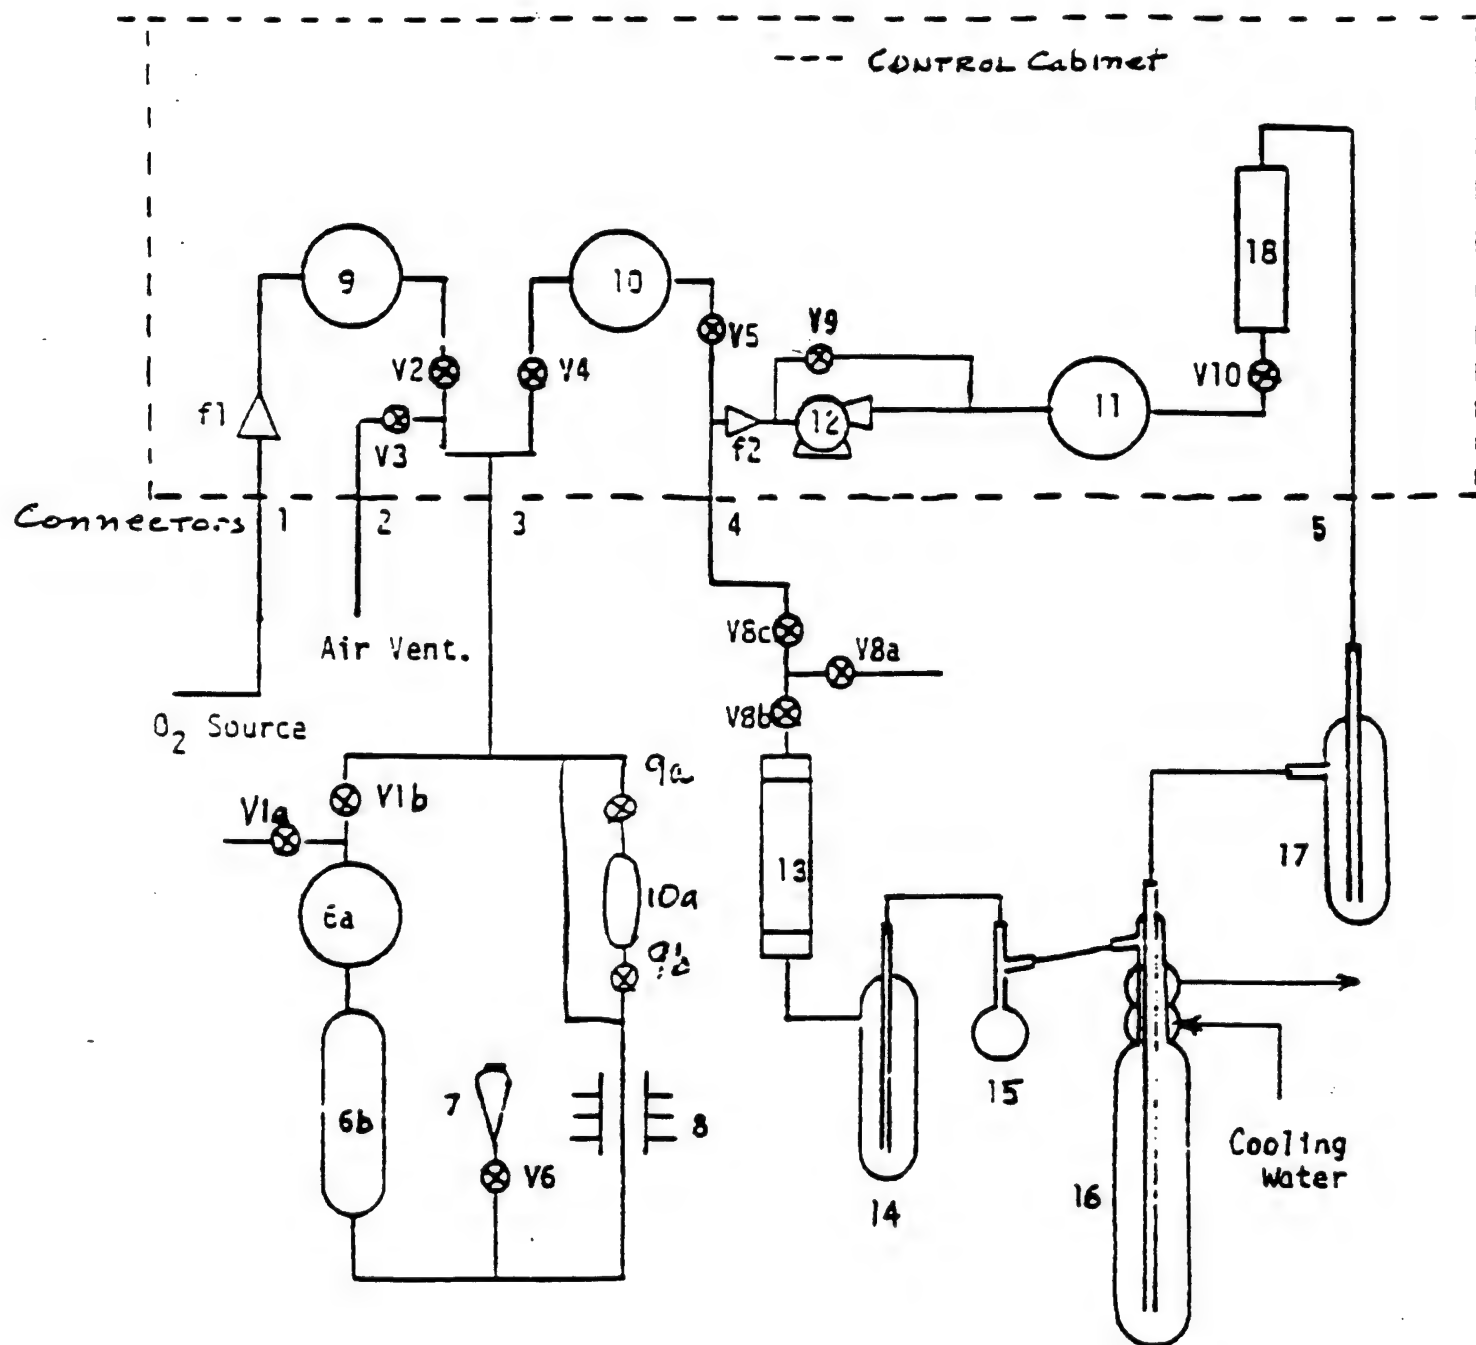 --- CONTROL Cabinet
9
10
18
V5
V9
V2
V4
V10
11
f1
12
V3
f2
Connectors 1 2 3 4 5
Air Vent.
V8c
V8a
V8b
O2 Source
9a
V1a
V1b
13
17
10a
6a
9b
15
7
8
6b
Cooling
Water
V6
14
16